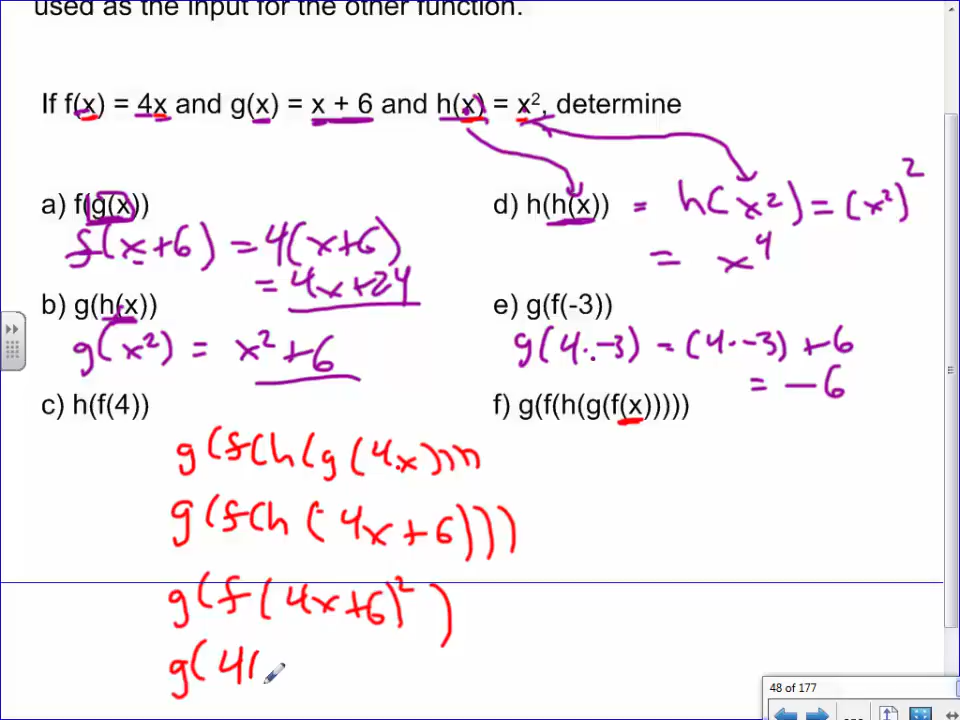 used as the input for the other function.
If f(x) = 4x and g(x) = x + 6 and h(x) = x², determine
a) f(g(x))
f(x+6) = 4(x+6)
= 4x+24
b) g(h(x))
g(x²) = x² +6
c) h(f(4))
d) h(h(x)) = h(x²) = (x²)²
= x⁴
e) g(f(-3))
g(4·-3) = (4·-3) +6
= -6
f) g(f(h(g(f(x)))))
g(f(h(g(4x))))
g(f(h(4x+6)))
g(f(4x+6)²)
g(4(
48 of 177